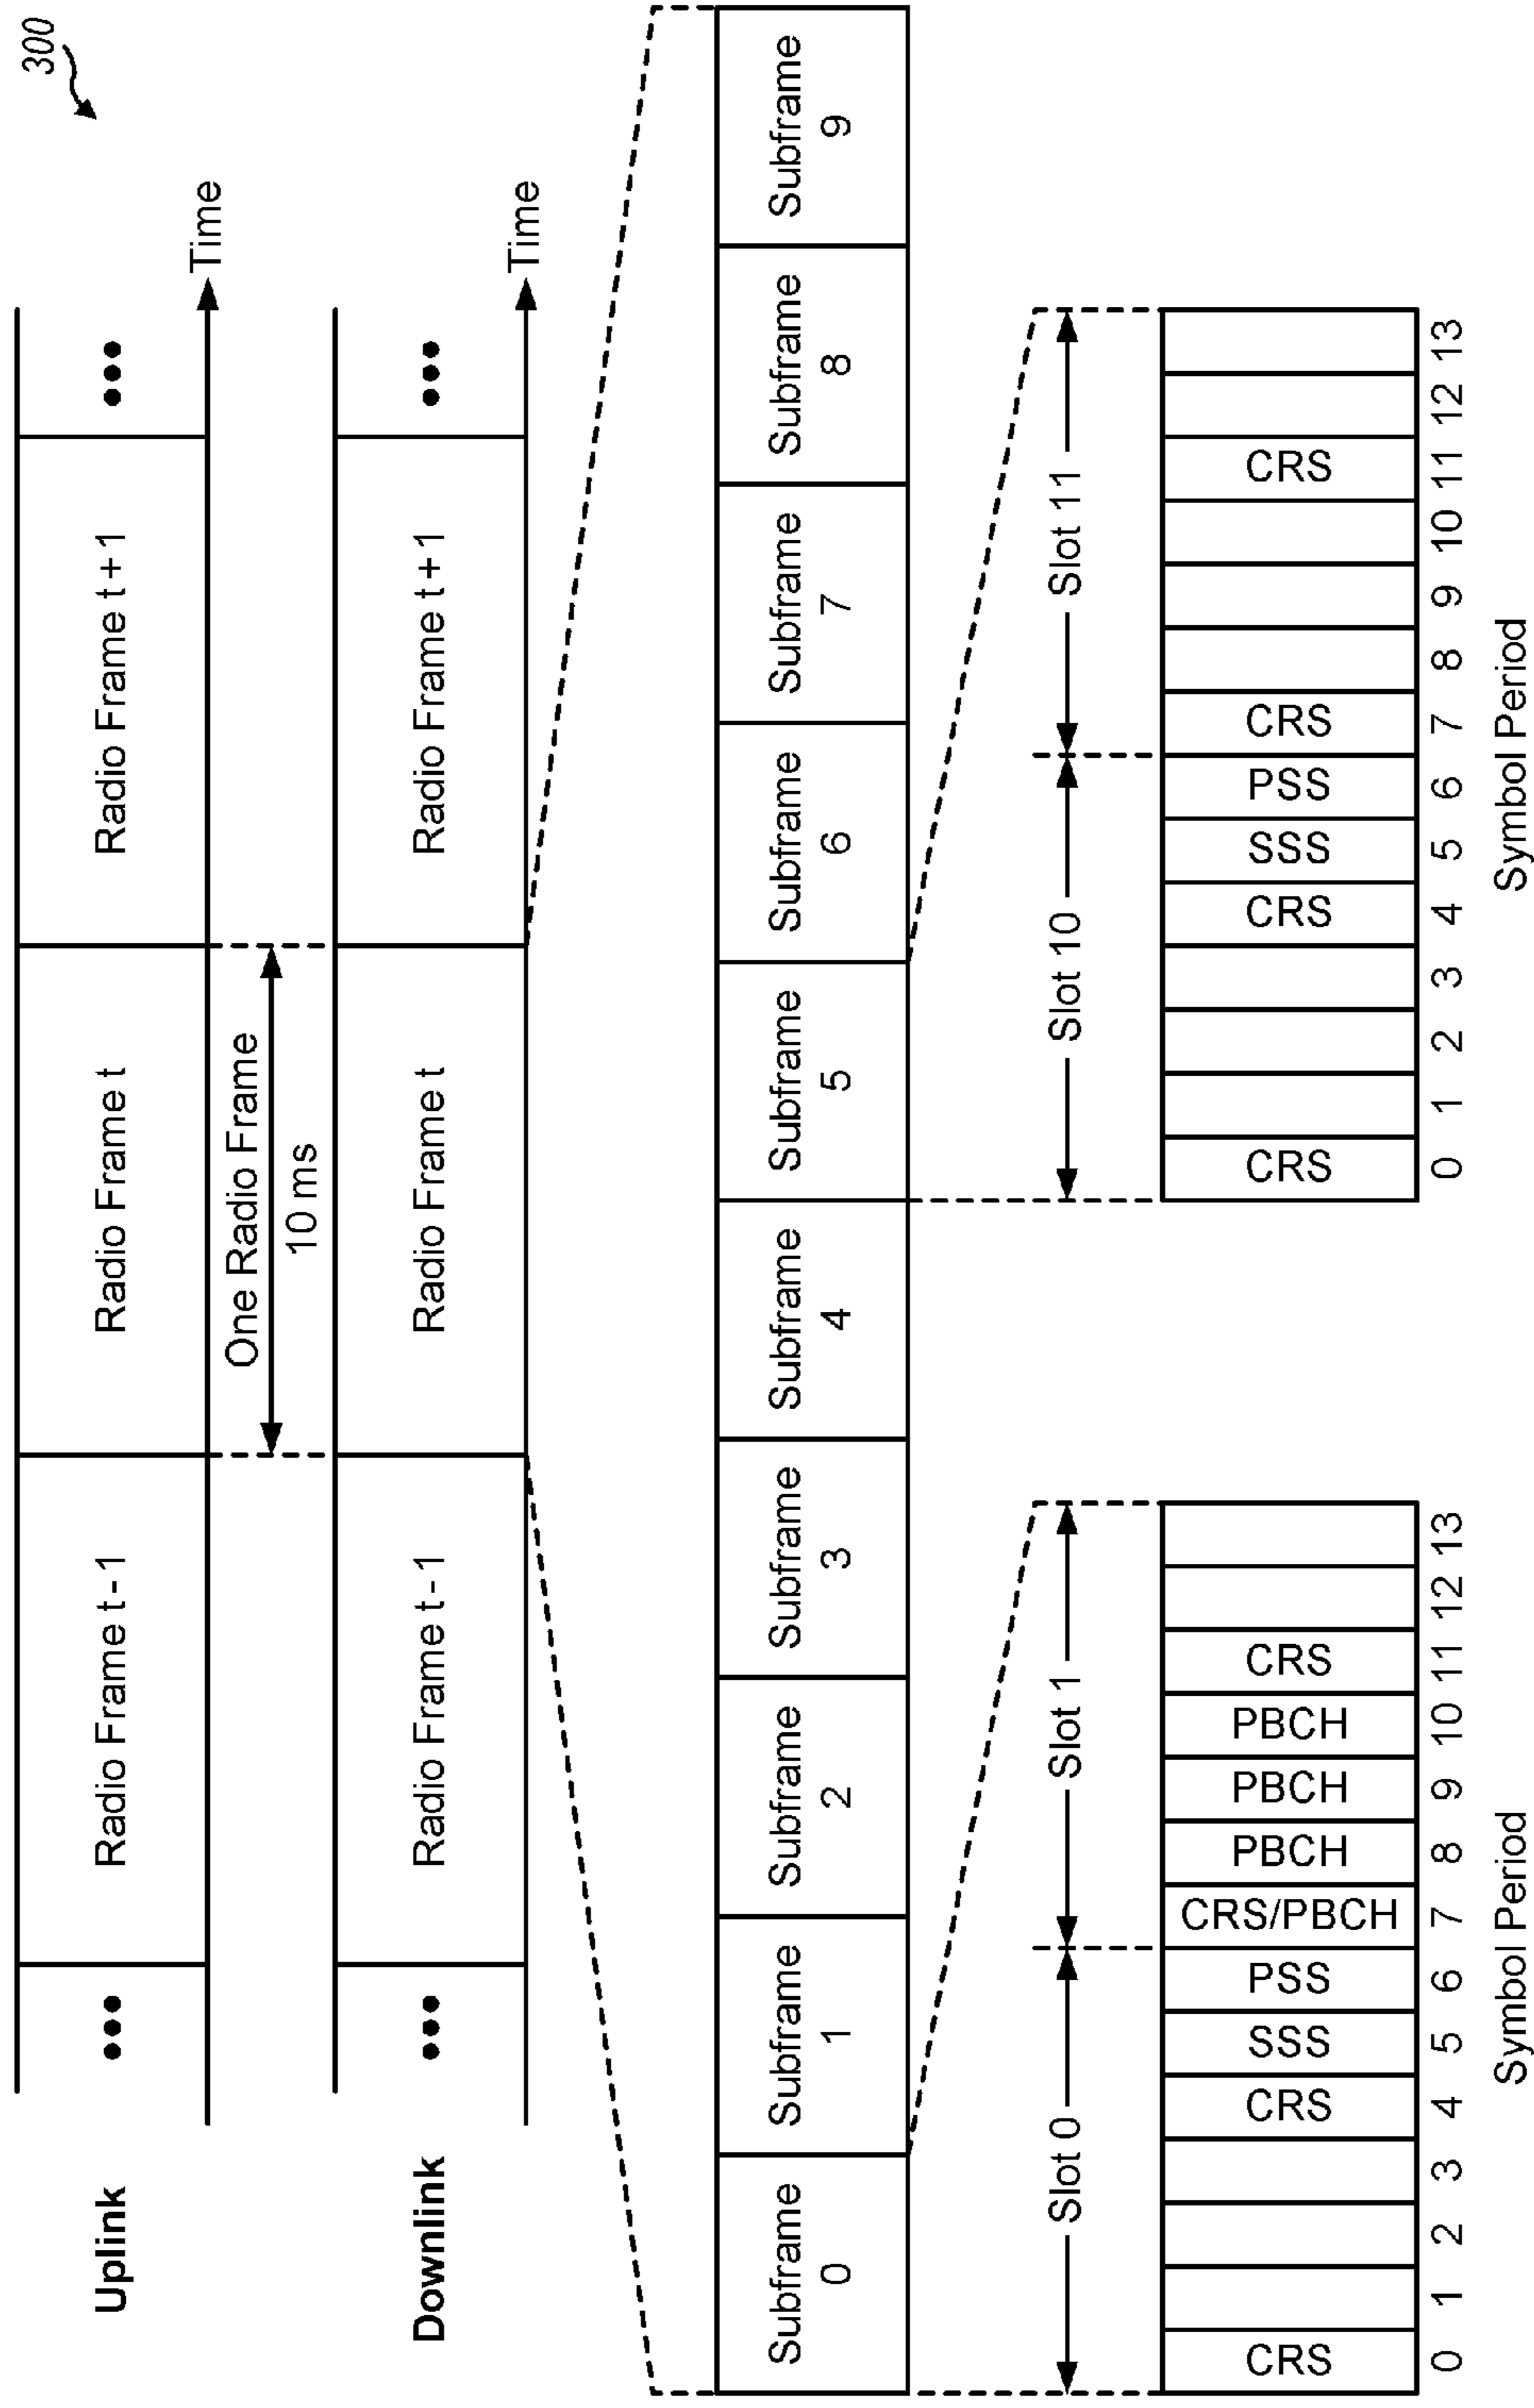 300
Uplink
•••
Radio Frame t - 1
Radio Frame t
Radio Frame t + 1
•••
Time
One Radio Frame
10 ms
Downlink
•••
Radio Frame t - 1
Radio Frame t
Radio Frame t + 1
•••
Time
Subframe
0
Subframe
1
Subframe
2
Subframe
3
Subframe
4
Subframe
5
Subframe
6
Subframe
7
Subframe
8
Subframe
9
Slot 0
Slot 1
CRS
CRS
SSS
PSS
CRS/PBCH
PBCH
PBCH
PBCH
CRS
0 1 2 3 4 5 6 7 8 9 10 11 12 13
Symbol Period
Slot 10
Slot 11
CRS
CRS
SSS
PSS
CRS
CRS
0 1 2 3 4 5 6 7 8 9 10 11 12 13
Symbol Period